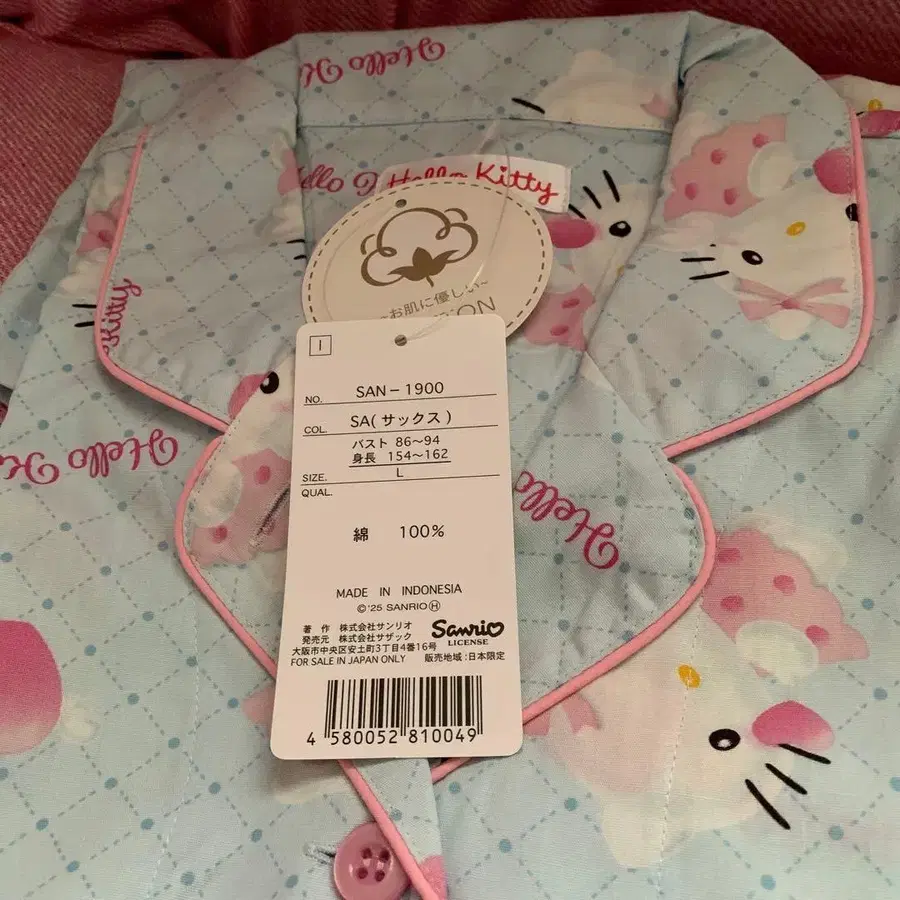 Hello
Hello Kitty
~お肌に優しい~
I
NO. SAN-1900
COL. SA(サックス)
バスト 86~94
身長 154~162
SIZE. L
QUAL.
綿 100%
MADE IN INDONESIA
©'25 SANRIO Ⓗ
著 作 株式会社サンリオ
発売元 株式会社サザック
Sanrio
LICENSE
大阪市中央区安土町3丁目4番16号
FOR SALE IN JAPAN ONLY 販売地域:日本限定
4 580052 810049
Kitty
Hello
Hello